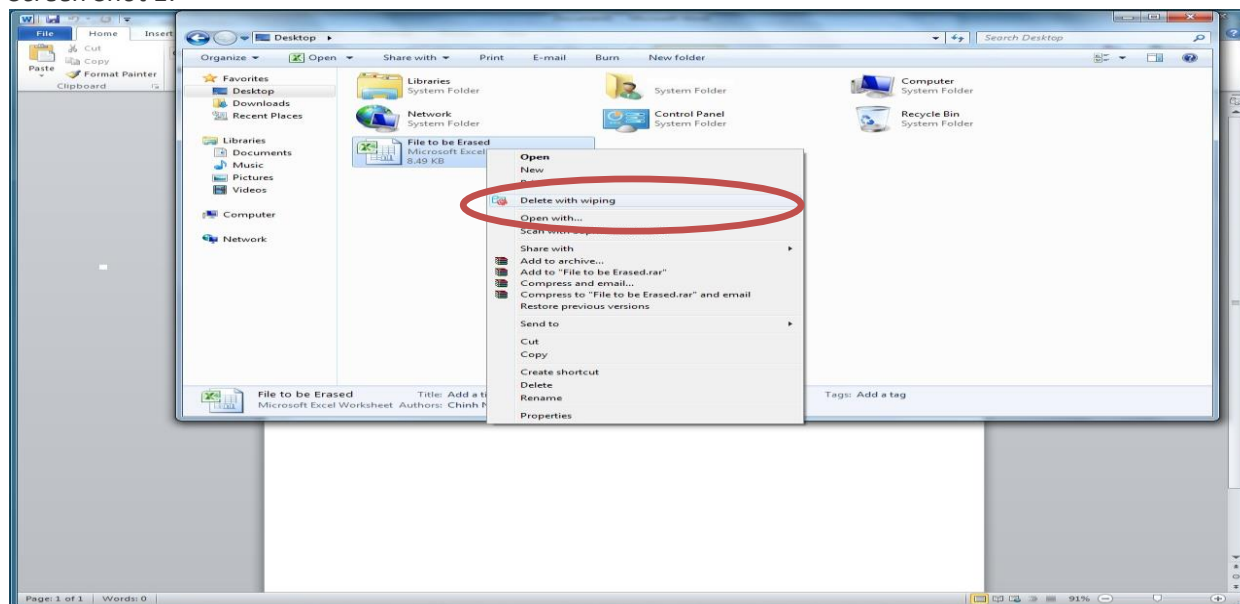 File Home Insert
Cut
Copy
Paste
Format Painter
Clipboard
Desktop
Search Desktop
Organize Open Share with Print E-mail Burn New folder
Favorites
Desktop
Downloads
Recent Places
Libraries
Documents
Music
Pictures
Videos
Computer
Network
Libraries
System Folder
System Folder
Computer
System Folder
Network
System Folder
Control Panel
System Folder
Recycle Bin
System Folder
File to be Erased
Microsoft Excel
8.49 KB
Open
New
Delete with wiping
Open with...
Scan with
Share with
Add to archive...
Add to "File to be Erased.rar"
Compress and email...
Compress to "File to be Erased.rar" and email
Restore previous versions
Send to
Cut
Copy
Create shortcut
Delete
Rename
Properties
File to be Erased Title: Add a ti
Microsoft Excel Worksheet Authors: Chinh
Tags: Add a tag
Page: 1 of 1 Words: 0
91%